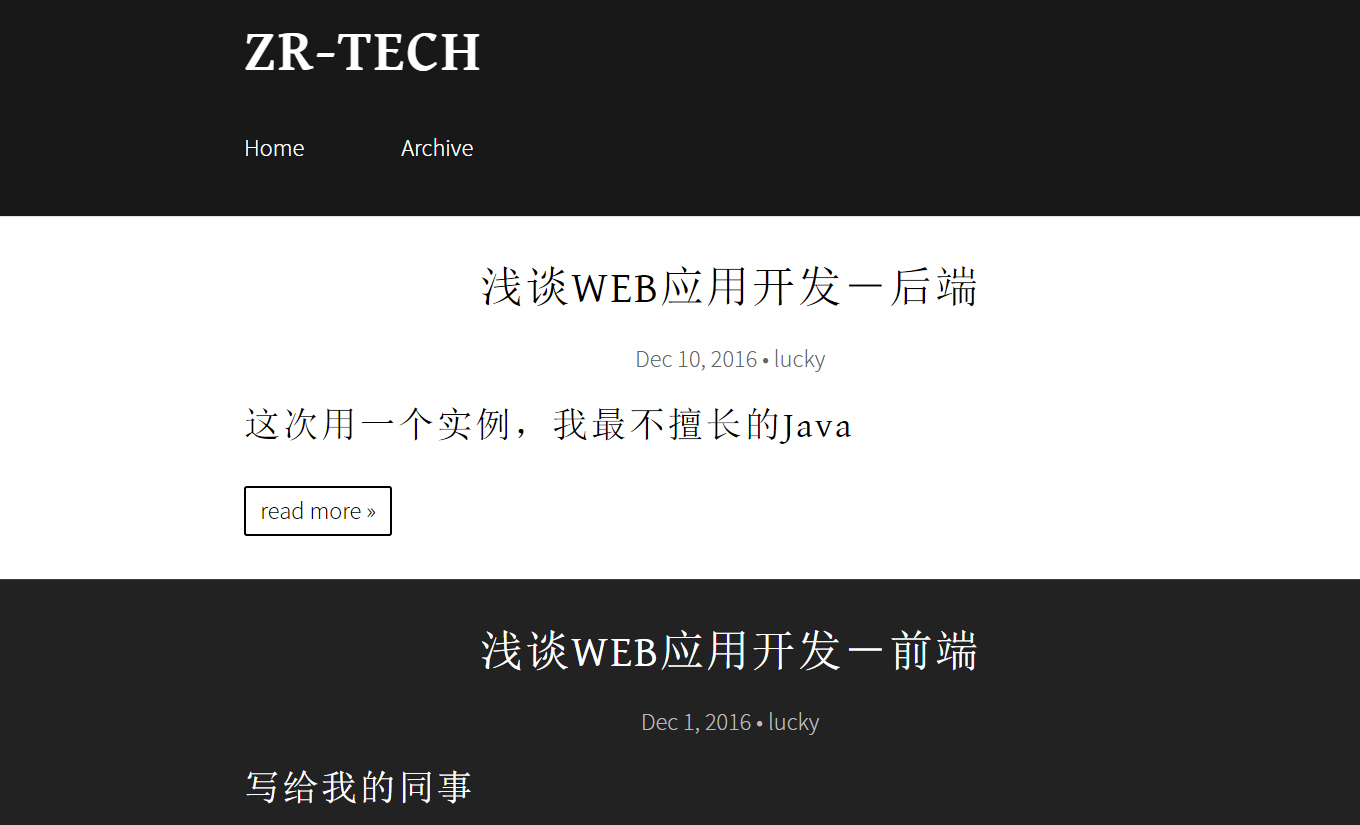 ZR-TECH
Home Archive
浅谈WEB应用开发－后端
Dec 10, 2016 • lucky
这次用一个实例，我最不擅长的Java
read more »
浅谈WEB应用开发－前端
Dec 1, 2016 • lucky
写给我的同事